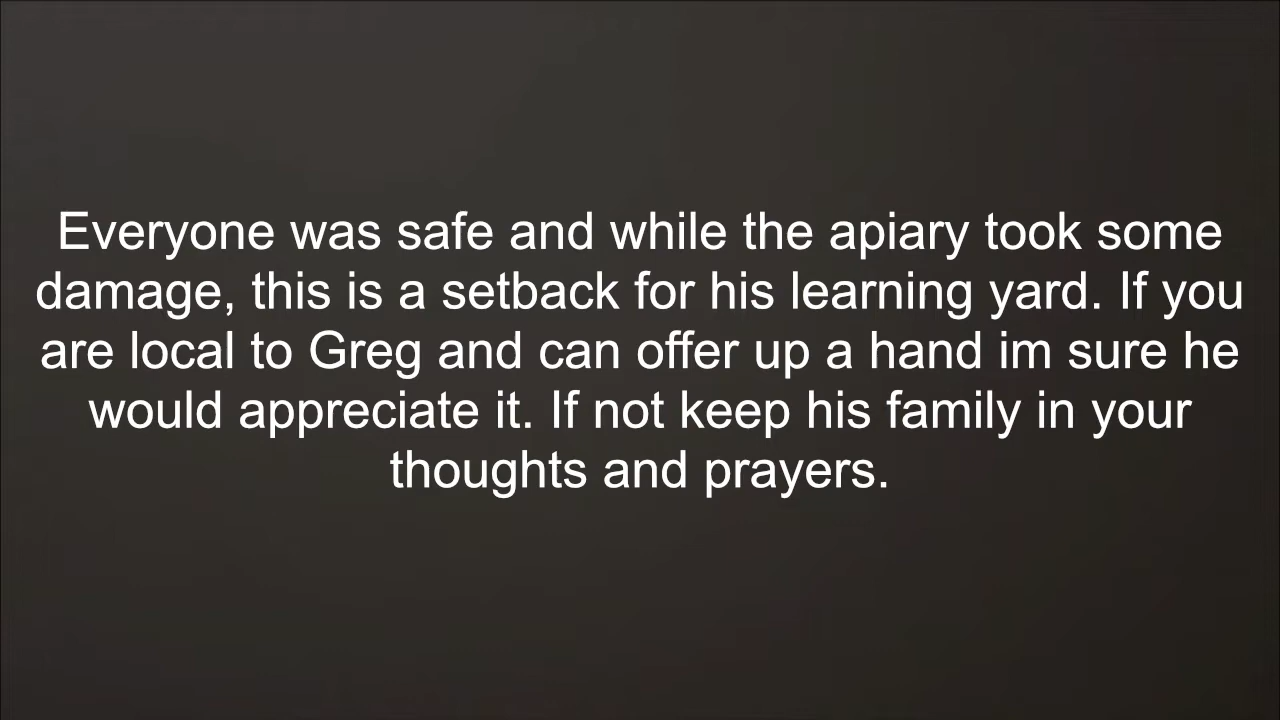 Everyone was safe and while the apiary took some
damage, this is a setback for his learning yard. If you
are local to Greg and can offer up a hand im sure he
would appreciate it. If not keep his family in your
thoughts and prayers.